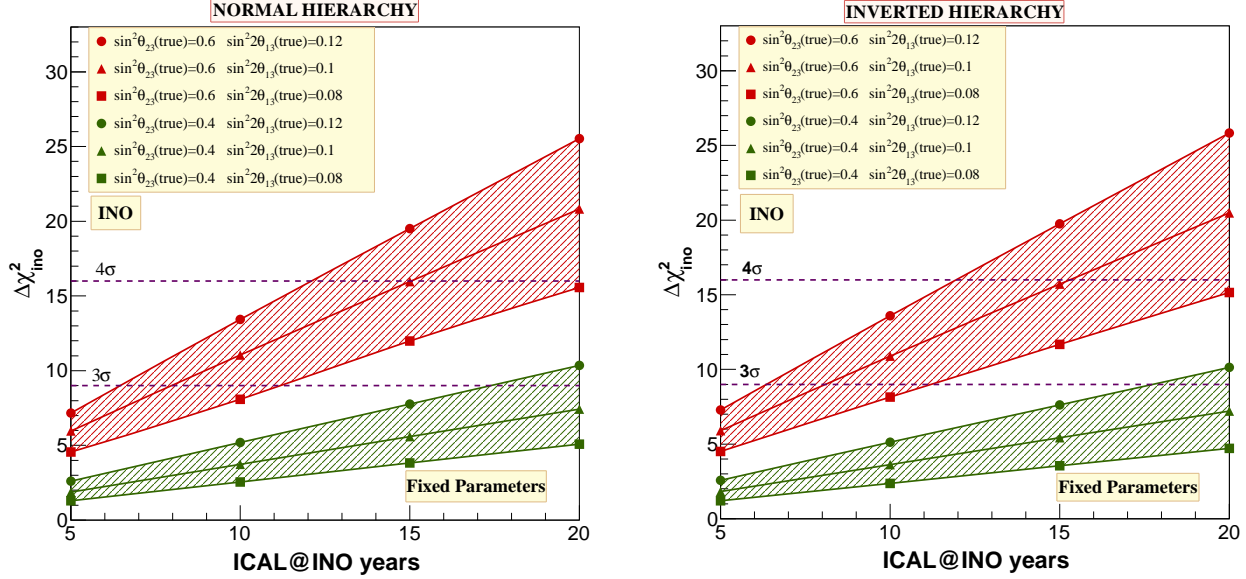 NORMAL HIERARCHY
sin²θ₂₃(true)=0.6 sin²2θ₁₃(true)=0.12
sin²θ₂₃(true)=0.6 sin²2θ₁₃(true)=0.1
sin²θ₂₃(true)=0.6 sin²2θ₁₃(true)=0.08
sin²θ₂₃(true)=0.4 sin²2θ₁₃(true)=0.12
sin²θ₂₃(true)=0.4 sin²2θ₁₃(true)=0.1
sin²θ₂₃(true)=0.4 sin²2θ₁₃(true)=0.08
INO
4σ
3σ
Fixed Parameters
Δχ²ino
30
25
20
15
10
5
0
5 10 15 20
ICAL@INO years
INVERTED HIERARCHY
sin²θ₂₃(true)=0.6 sin²2θ₁₃(true)=0.12
sin²θ₂₃(true)=0.6 sin²2θ₁₃(true)=0.1
sin²θ₂₃(true)=0.6 sin²2θ₁₃(true)=0.08
sin²θ₂₃(true)=0.4 sin²2θ₁₃(true)=0.12
sin²θ₂₃(true)=0.4 sin²2θ₁₃(true)=0.1
sin²θ₂₃(true)=0.4 sin²2θ₁₃(true)=0.08
INO
4σ
3σ
Fixed Parameters
Δχ²ino
30
25
20
15
10
5
0
5 10 15 20
ICAL@INO years